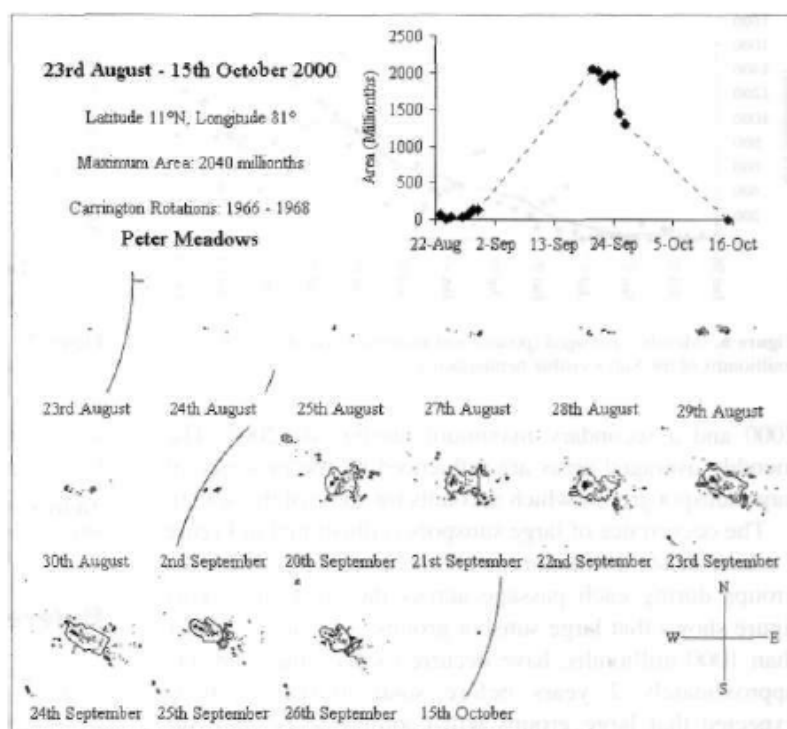 23rd August - 15th October 2000
Latitude 11°N, Longitude 81°
Maximum Area: 2040 millionths
Carrington Rotations: 1966 - 1968
Peter Meadows
Area (Millionths)
2500
2000
1500
1000
500
0
22-Aug 2-Sep 13-Sep 24-Sep 5-Oct 16-Oct
23rd August 24th August 25th August 27th August 28th August 29th August
30th August 2nd September 20th September 21st September 22nd September 23rd September
N
W E
S
24th September 25th September 26th September 15th October